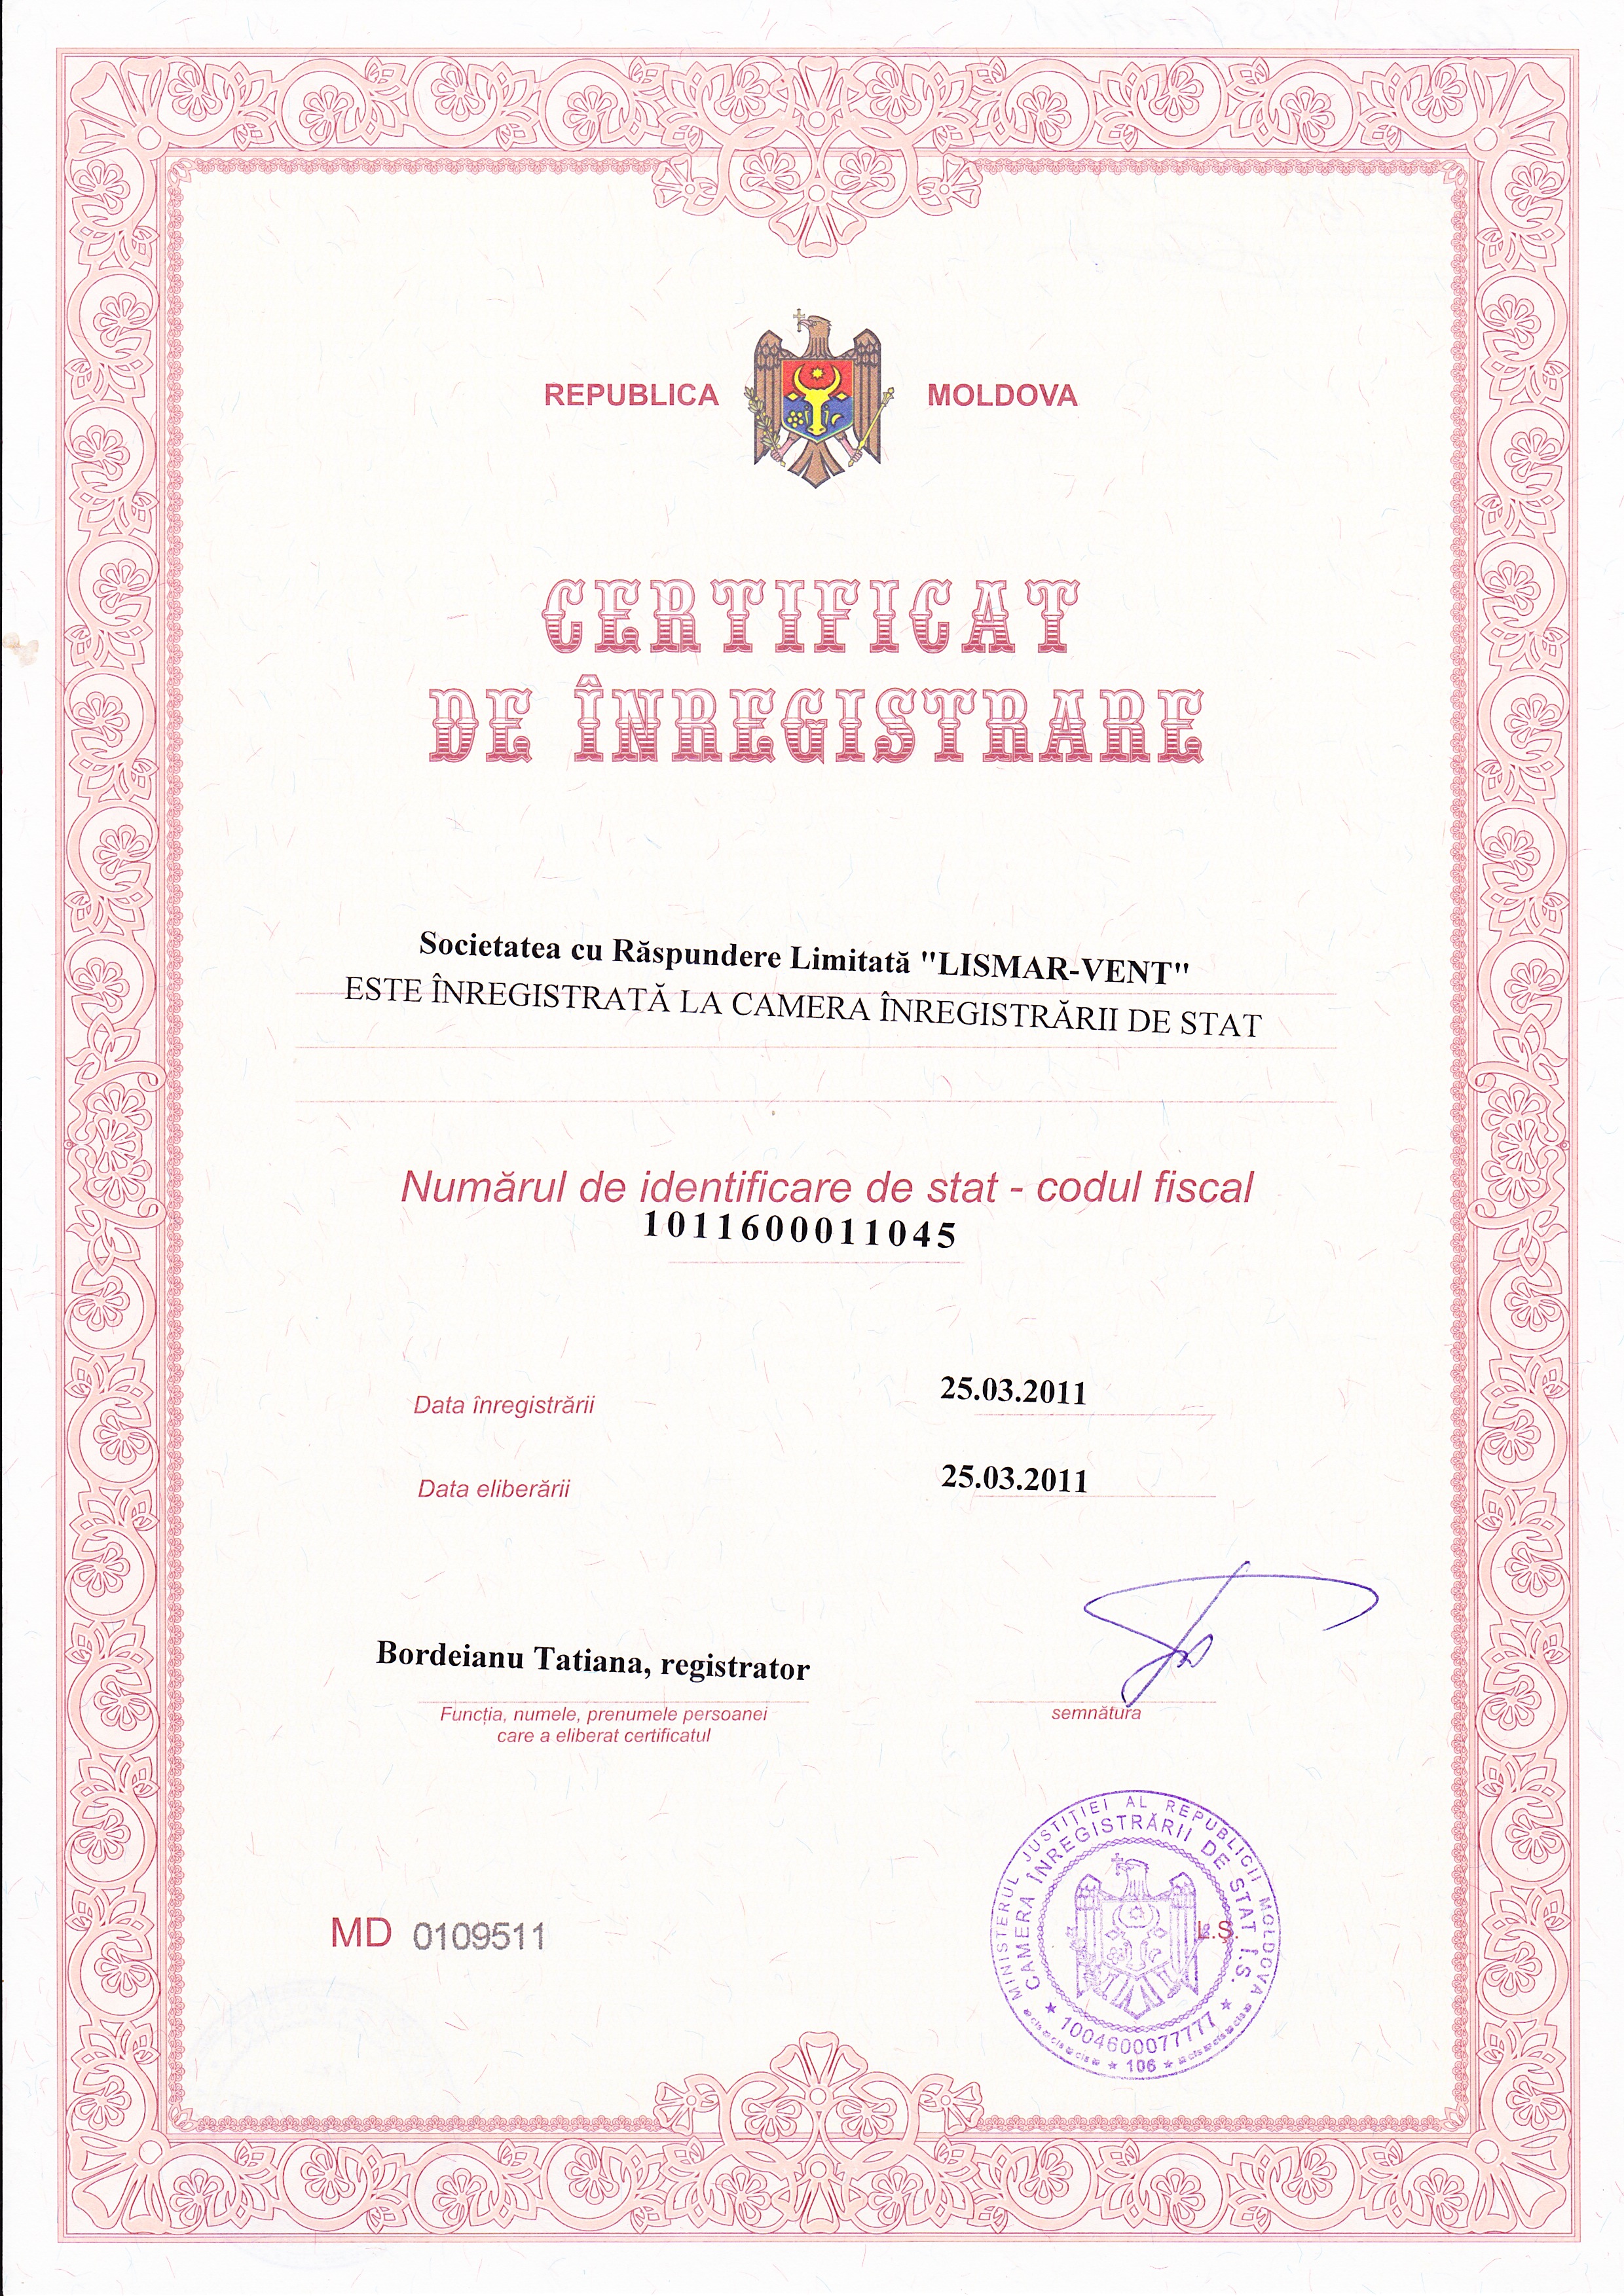 REPUBLICA MOLDOVA
CERTIFICAT
DE ÎNREGISTRARE
Societatea cu Răspundere Limitată "LISMAR-VENT"
ESTE ÎNREGISTRATĂ LA CAMERA ÎNREGISTRĂRII DE STAT
Numărul de identificare de stat - codul fiscal
1011600011045
Data înregistrării 25.03.2011
Data eliberării 25.03.2011
Bordeianu Tatiana, registrator
Funcția, numele, prenumele persoanei
care a eliberat certificatul
semnătura
MD 0109511
L.Ș.
MINISTERUL JUSTIȚIEI AL REPUBLICII MOLDOVA
CAMERA ÎNREGISTRĂRII DE STAT Î.S.
★ 1004600077777 ★
★ 106 ★